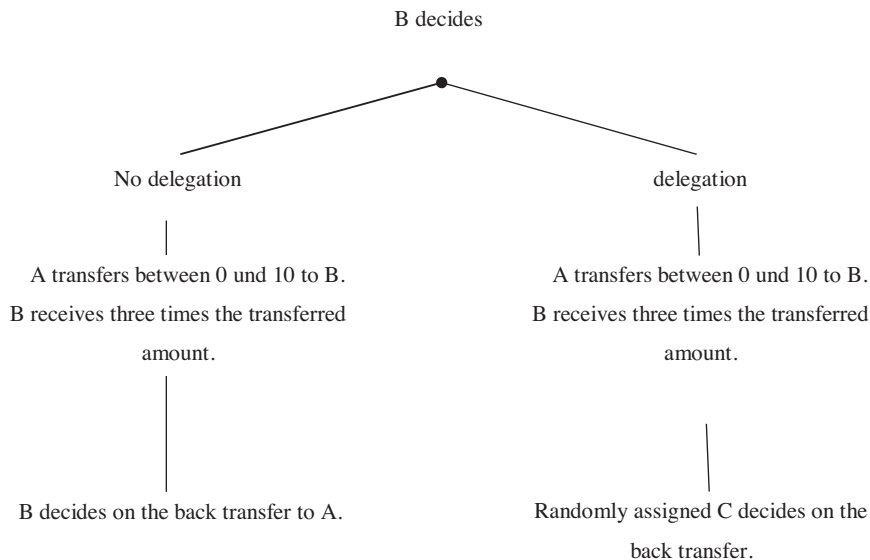 B decides
No delegation
delegation
A transfers between 0 und 10 to B.
B receives three times the transferred
amount.
A transfers between 0 und 10 to B.
B receives three times the transferred
amount.
B decides on the back transfer to A.
Randomly assigned C decides on the
back transfer.